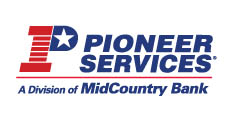 PIONEER
SERVICES®
A Division of MidCountry Bank